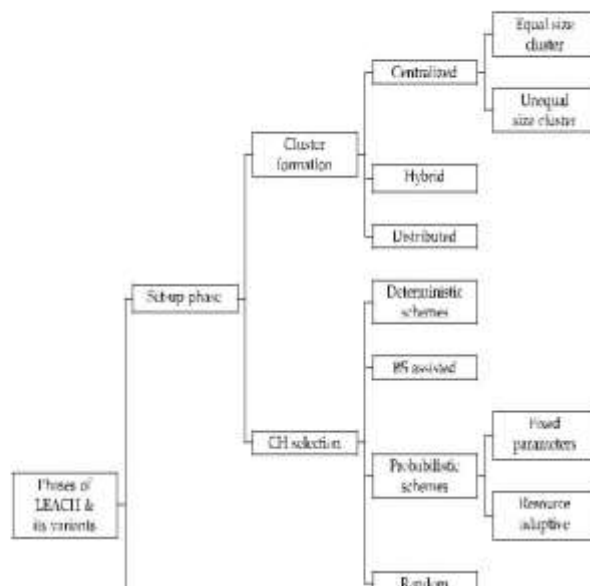 Equal size
cluster
Centralized
Unequal
size cluster
Cluster
formation
Hybrid
Distributed
Set-up phase
Deterministic
schemes
BS assisted
CH selection
Fixed
parameters
Probabilistic
schemes
Phases of
LEACH &
its variants
Resource
adaptive
Random